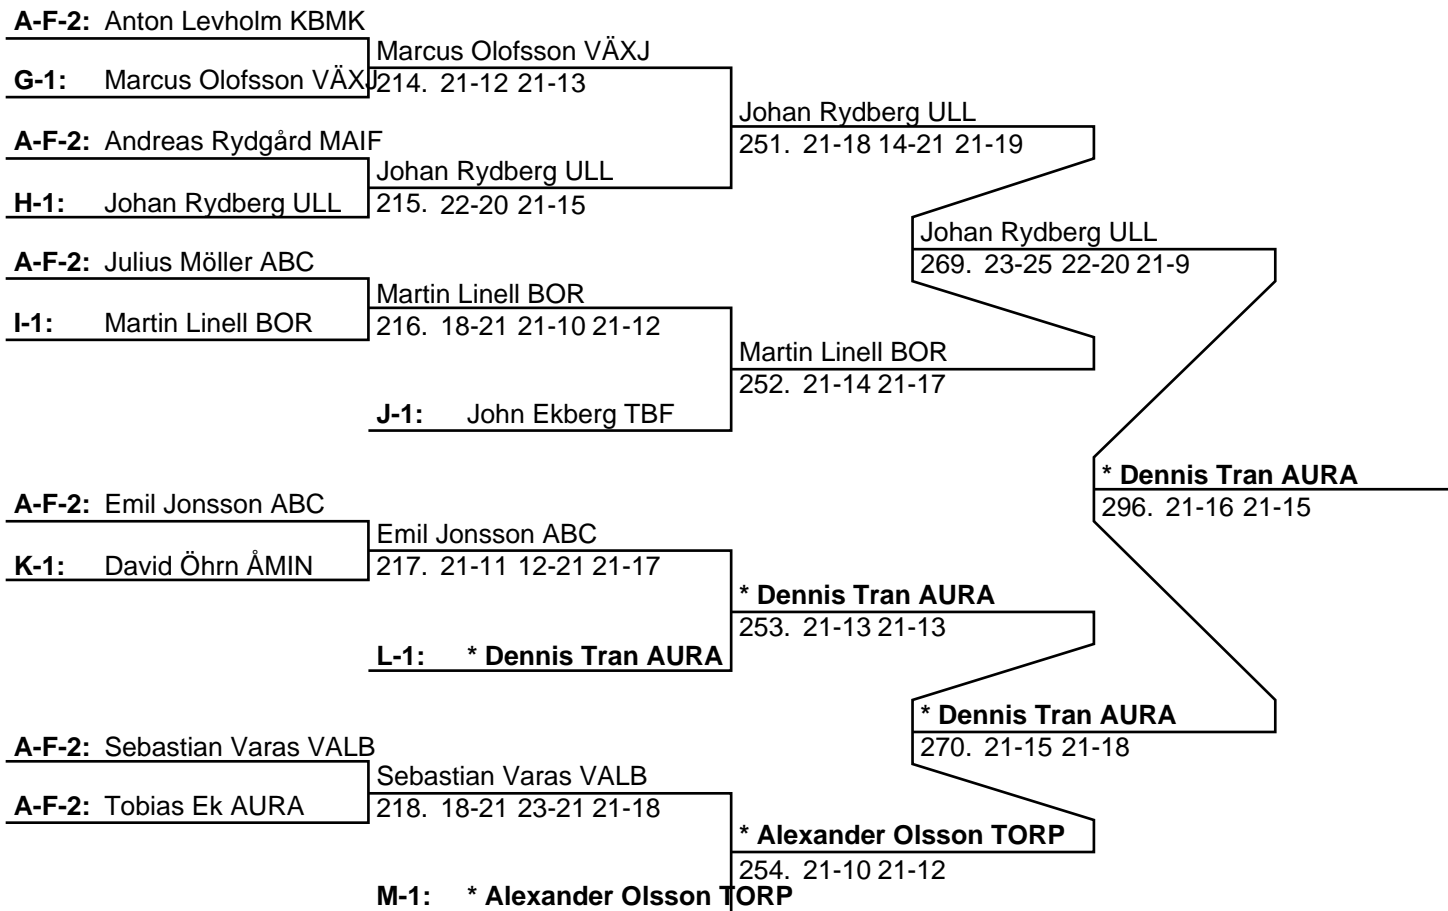 A-F-2: Anton Levholm KBMK
Marcus Olofsson VÄXJ
G-1: Marcus Olofsson VÄXJ
214. 21-12 21-13
Johan Rydberg ULL
A-F-2: Andreas Rydgård MAIF
251. 21-18 14-21 21-19
Johan Rydberg ULL
H-1: Johan Rydberg ULL
215. 22-20 21-15
Johan Rydberg ULL
A-F-2: Julius Möller ABC
269. 23-25 22-20 21-9
Martin Linell BOR
I-1: Martin Linell BOR
216. 18-21 21-10 21-12
Martin Linell BOR
252. 21-14 21-17
J-1: John Ekberg TBF
* Dennis Tran AURA
A-F-2: Emil Jonsson ABC
296. 21-16 21-15
Emil Jonsson ABC
K-1: David Öhrn ÅMIN
217. 21-11 12-21 21-17
* Dennis Tran AURA
253. 21-13 21-13
L-1: * Dennis Tran AURA
* Dennis Tran AURA
A-F-2: Sebastian Varas VALB
270. 21-15 21-18
Sebastian Varas VALB
A-F-2: Tobias Ek AURA
218. 18-21 23-21 21-18
* Alexander Olsson TORP
254. 21-10 21-12
M-1: * Alexander Olsson TORP